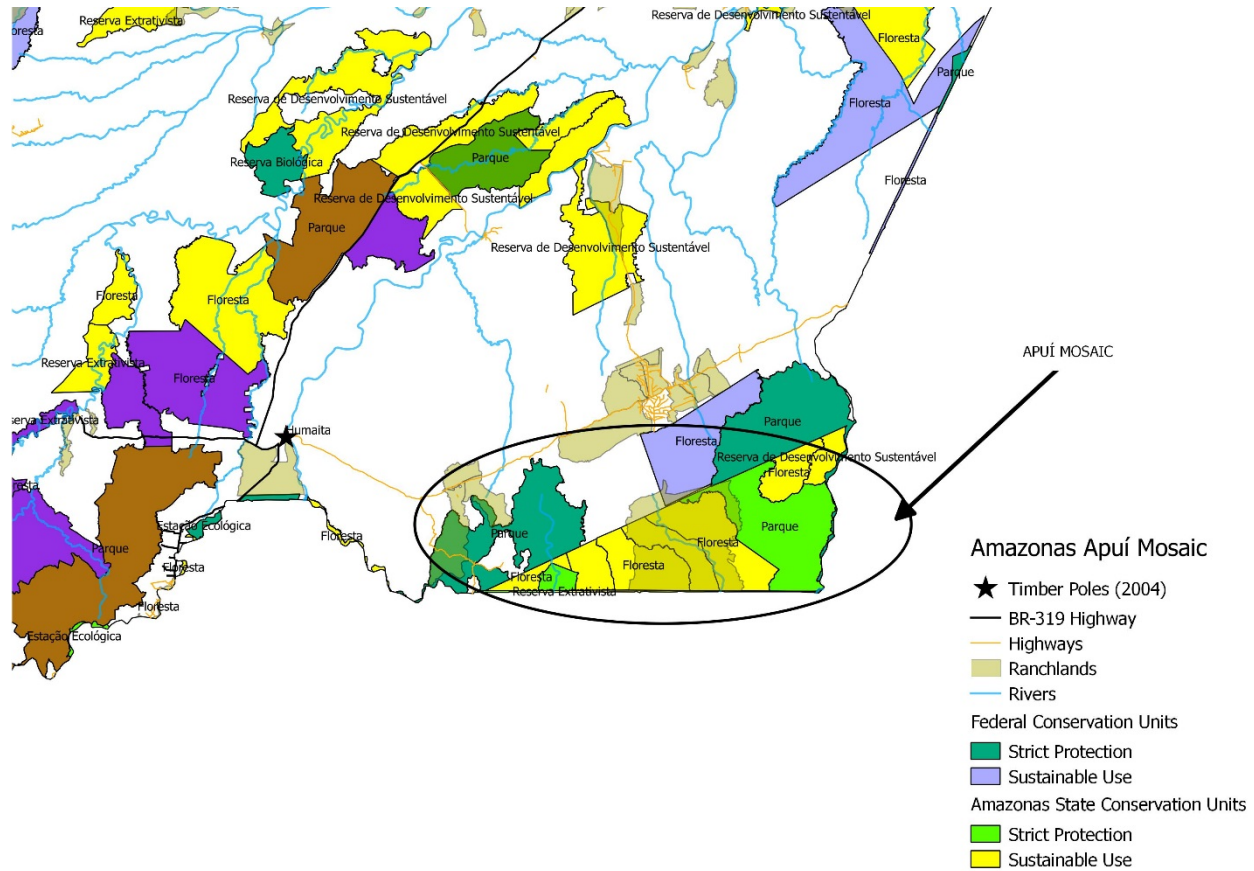 Reserva Extrativista
Reserva de Desenvolvimento Sustentável
oresta
Floresta
Parque
Reserva de Desenvolvimento Sustentável
Floresta
Reserva de Desenvolvimento Sustentável
Parque
Reserva Biológica
Floresta
Reserva de Desenvolvimento Sustentável
Parque
Reserva de Desenvolvimento Sustentável
Floresta
Floresta
APUÍ MOSAIC
Reserva Extrativista
Floresta
serva Extrativista
Parque
Humaita
Floresta
Reserva de Desenvolvimento Sustentável
Floresta
resta
Estação Ecológica
Parque
Floresta
Parque
Floresta
Parque
Floresta
Floresta
Floresta
Reserva Extrativista
Floresta
Estação Ecológica
Amazonas Apuí Mosaic
Timber Poles (2004)
BR-319 Highway
Highways
Ranchlands
Rivers
Federal Conservation Units
Strict Protection
Sustainable Use
Amazonas State Conservation Units
Strict Protection
Sustainable Use